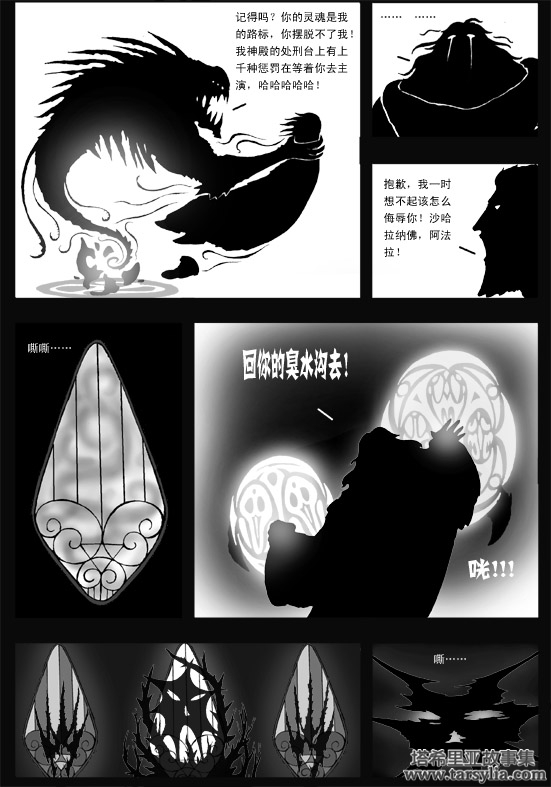 记得吗？你的灵魂是我
的路标，你摆脱不了我！
我神殿的处刑台上有上
千种惩罚在等着你去主
演，哈哈哈哈哈！
…… ……
抱歉，我一时
想不起该怎么
侮辱你！沙哈
拉纳佛，阿法
拉！
嘶嘶……
回你的臭水沟去！
咣!!!
嘶……
塔希里亚故事集
www.tarsylia.com